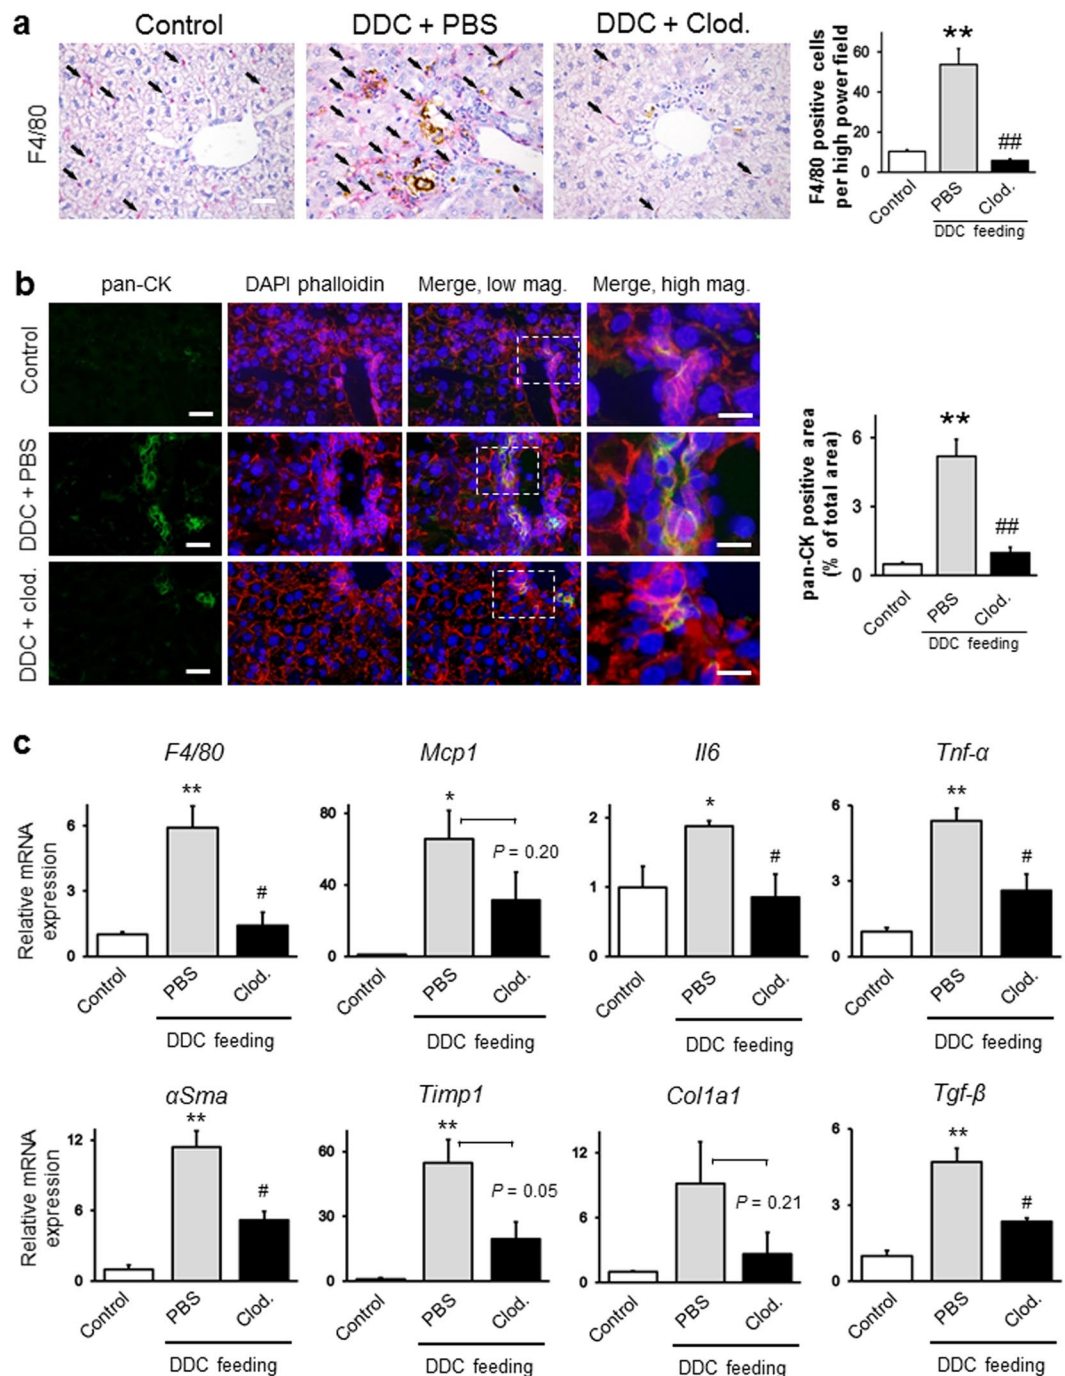 a
Control
DDC + PBS
DDC + Clod.
F4/80
F4/80 positive cells
per high power field
60
40
20
0
**
##
Control
PBS
Clod.
DDC feeding
b
pan-CK
DAPI phalloidin
Merge, low mag.
Merge, high mag.
Control
DDC + PBS
DDC + clod.
pan-CK positive area
(% of total area)
6
3
0
**
##
Control
PBS
Clod.
DDC feeding
c
F4/80
Mcp1
Il6
Tnf-α
Relative mRNA
expression
6
3
0
**
#
Control
PBS
Clod.
DDC feeding
80
40
0
*
P = 0.20
Control
PBS
Clod.
DDC feeding
2
1
0
*
#
Control
PBS
Clod.
DDC feeding
6
3
0
**
#
Control
PBS
Clod.
DDC feeding
αSma
Timp1
Col1a1
Tgf-β
Relative mRNA
expression
12
6
0
**
#
Control
PBS
Clod.
DDC feeding
60
30
0
**
P = 0.05
Control
PBS
Clod.
DDC feeding
12
6
0
P = 0.21
Control
PBS
Clod.
DDC feeding
6
3
0
**
#
Control
PBS
Clod.
DDC feeding